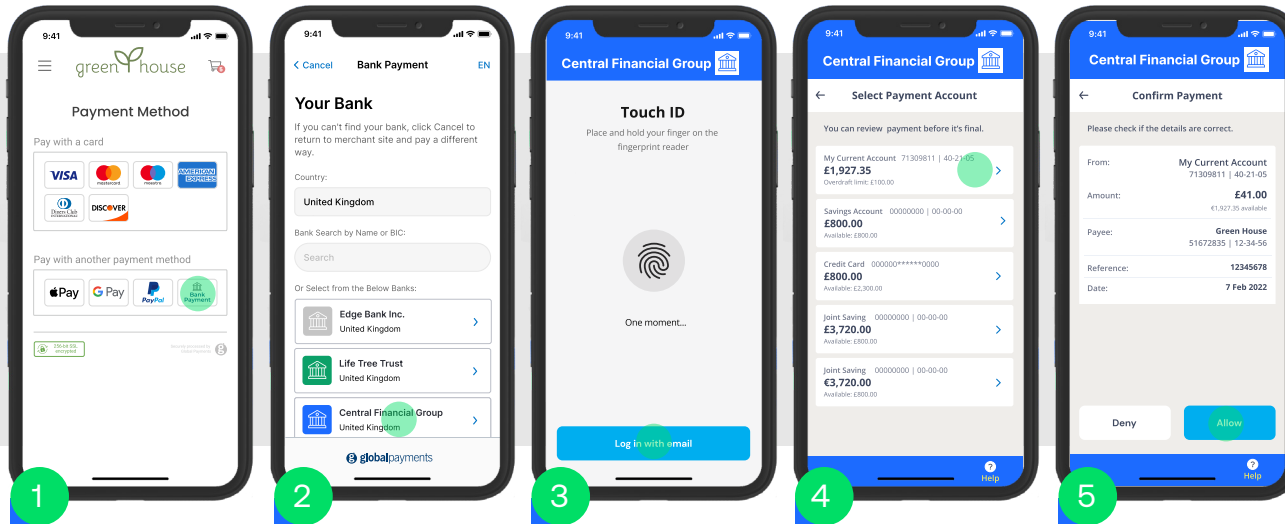 9:41
green house
Payment Method
Pay with a card
VISA
mastercard
maestro
AMERICAN EXPRESS
Diners Club
INTERNATIONAL
DISCOVER
Pay with another payment method
Pay
G Pay
PayPal
Bank
Payment
256-bit SSL
encrypted
Securely processed by
Global Payments
1
9:41
Cancel
Bank Payment
EN
Your Bank
If you can't find your bank, click Cancel to
return to merchant site and pay a different
way.
Country:
United Kingdom
Bank Search by Name or BIC:
Search
Or Select from the Below Banks:
Edge Bank Inc.
United Kingdom
Life Tree Trust
United Kingdom
Central Financial Group
United Kingdom
globalpayments
2
9:41
Central Financial Group
Touch ID
Place and hold your finger on the
fingerprint reader
One moment...
Log in with email
3
9:41
Central Financial Group
Select Payment Account
You can review payment before it's final.
My Current Account 71309811 | 40-21-05
£1,927.35
Overdraft limit: £100.00
Savings Account 00000000 | 00-00-00
£800.00
Available: £800.00
Credit Card 000000******0000
£800.00
Available: £2,300.00
Joint Saving 00000000 | 00-00-00
£3,720.00
Available: £800.00
Joint Saving 00000000 | 00-00-00
€3,720.00
Available: £800.00
Help
4
9:41
Central Financial Group
Confirm Payment
Please check if the details are correct.
From: My Current Account
71309811 | 40-21-05
Amount: £41.00
€1,927.35 available
Payee: Green House
51672835 | 12-34-56
Reference: 12345678
Date: 7 Feb 2022
Deny
Allow
Help
5